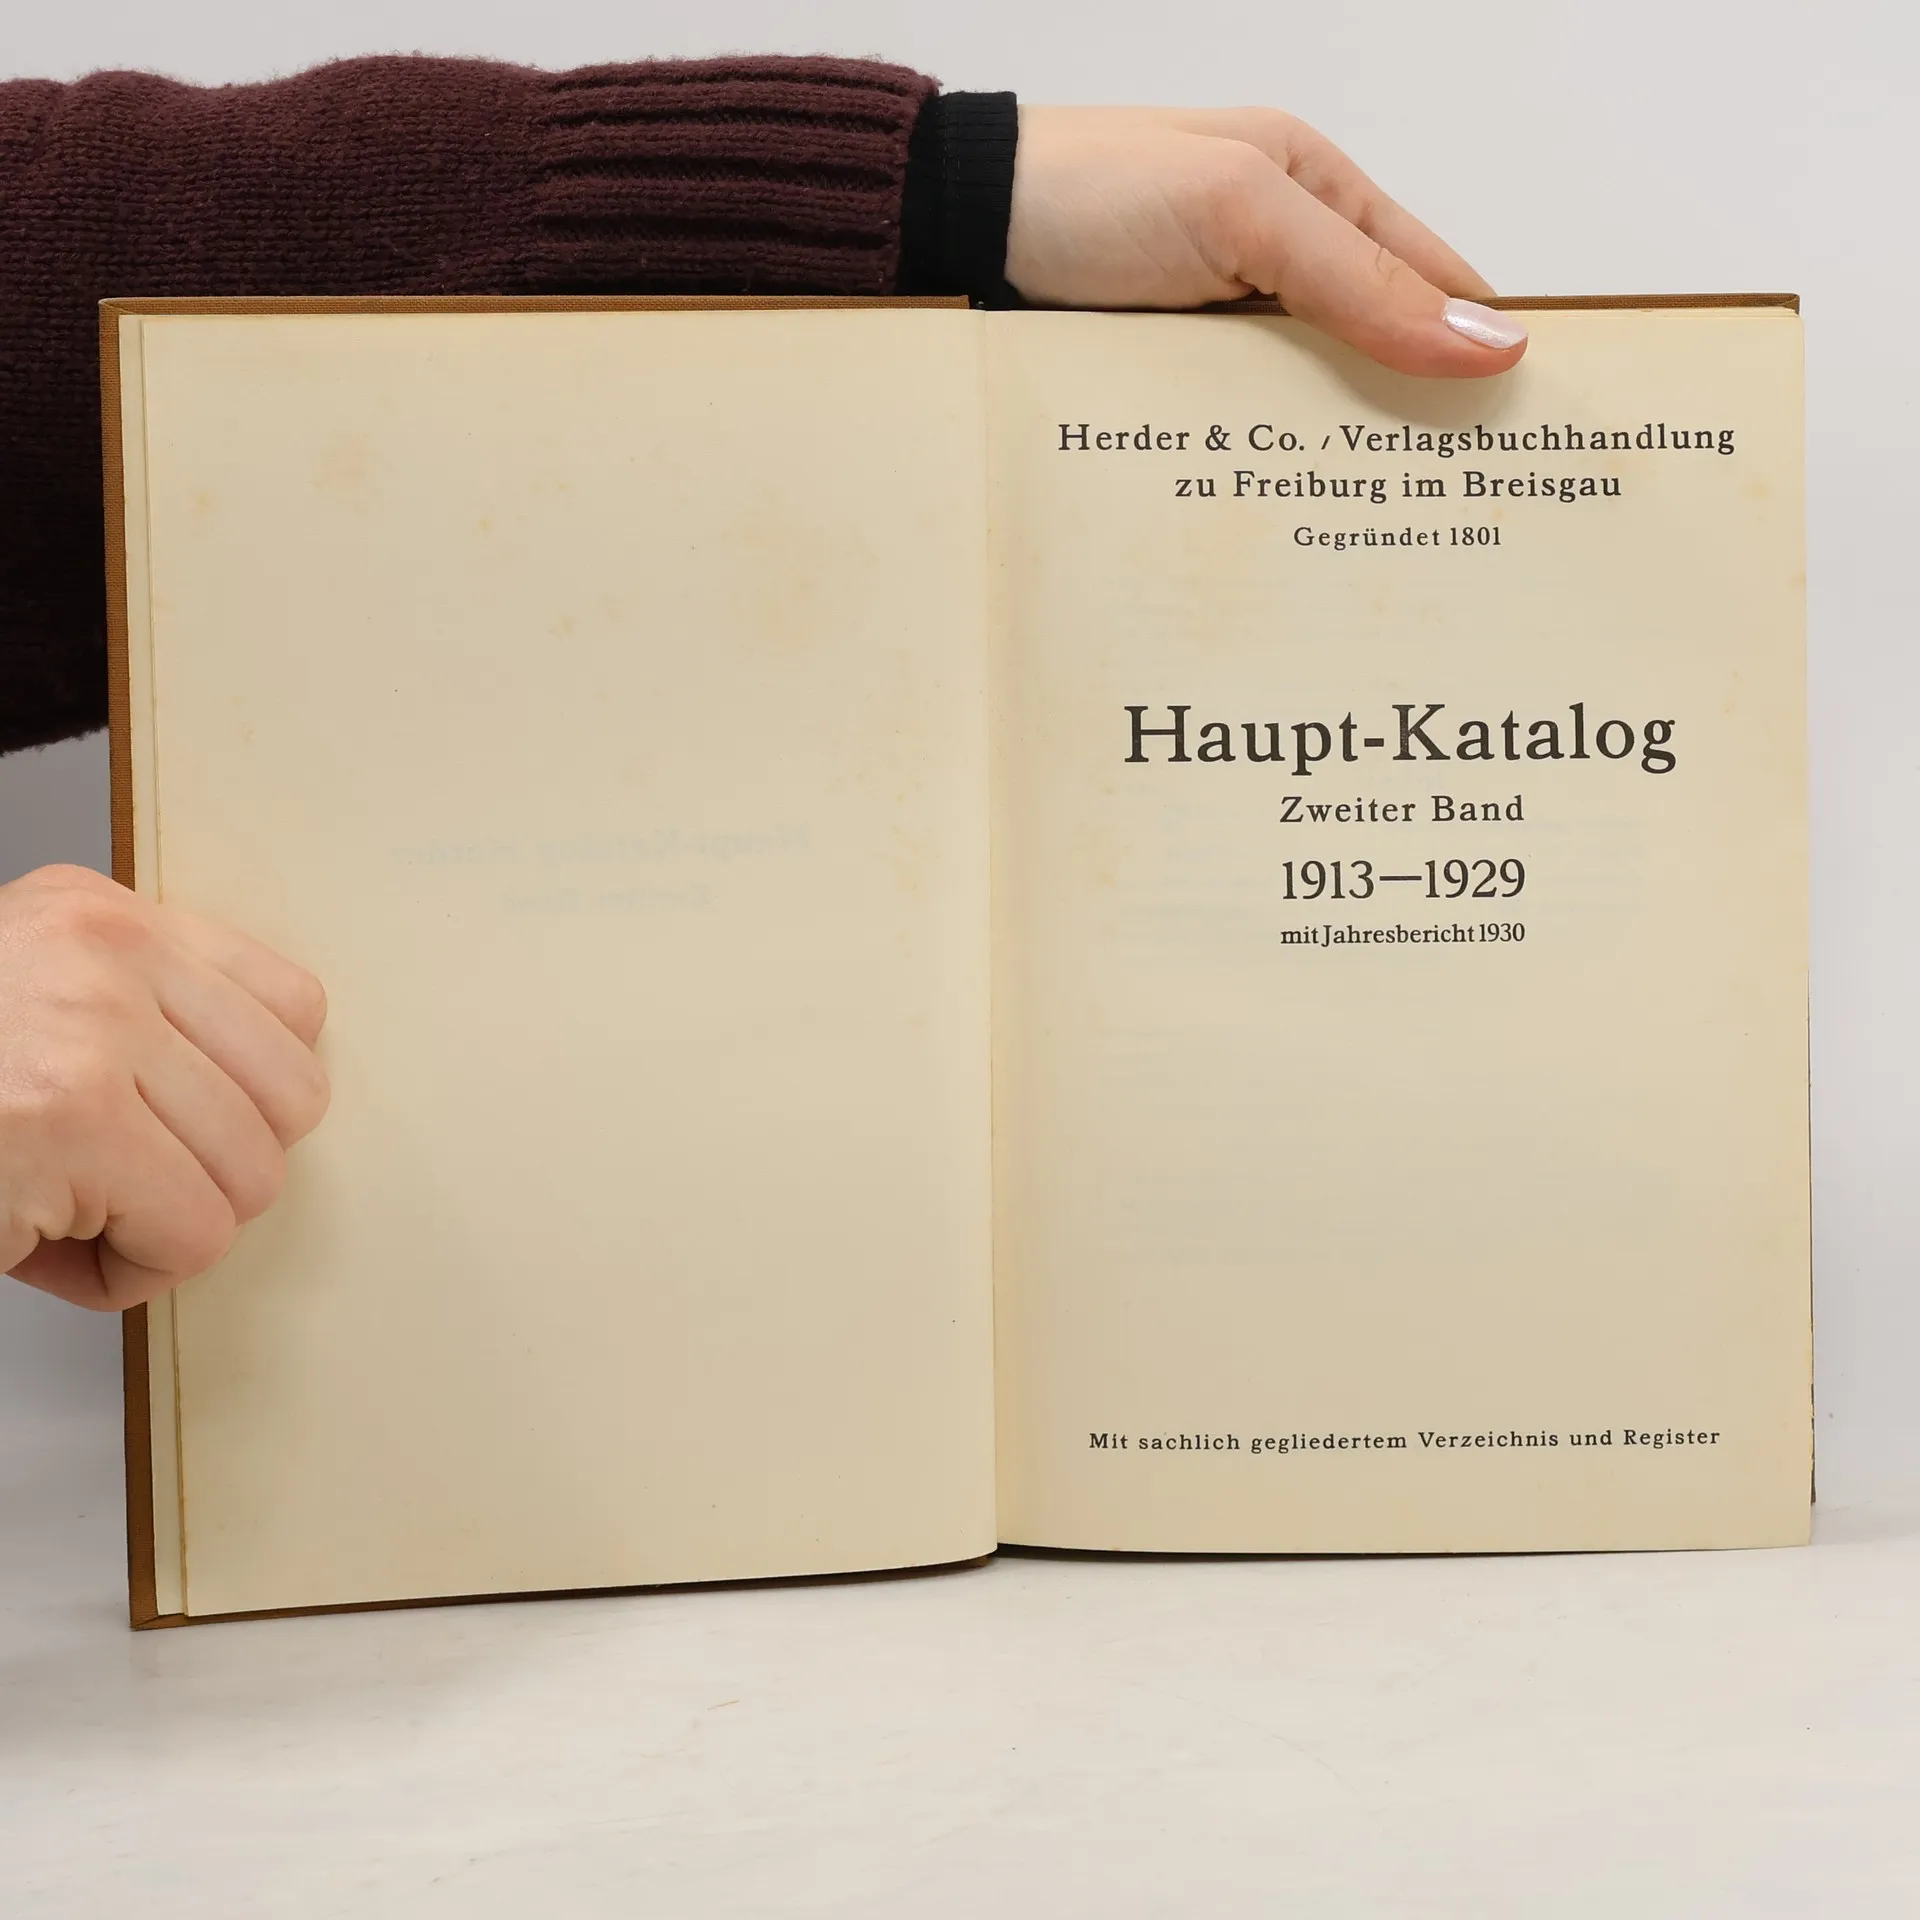 Herder & Co. / Verlagsbuchhandlung
zu Freiburg im Breisgau
Gegründet 1801
Haupt-Katalog
Zweiter Band
1913—1929
mit Jahresbericht 1930
Mit sachlich gegliedertem Verzeichnis und Register